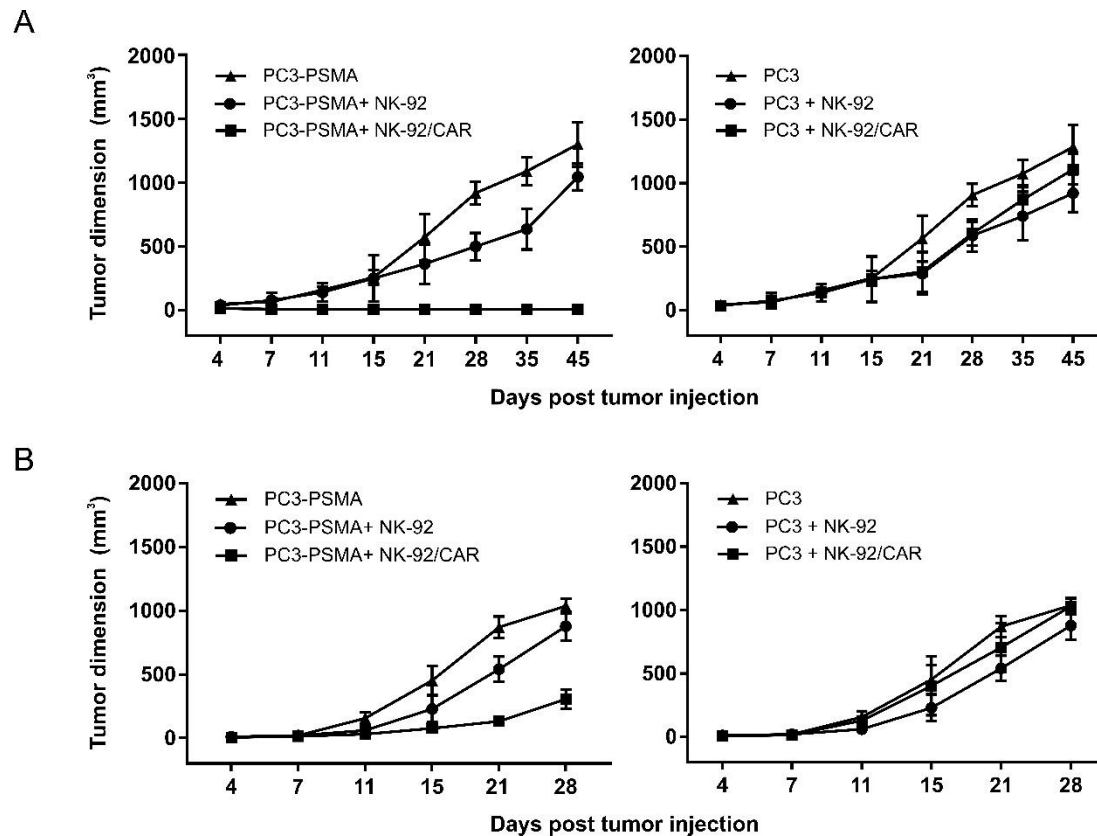 A
Tumor dimension (mm³)
2000
1500
1000
500
0
PC3-PSMA
PC3-PSMA+ NK-92
PC3-PSMA+ NK-92/CAR
4 7 11 15 21 28 35 45
2000
1500
1000
500
0
PC3
PC3 + NK-92
PC3 + NK-92/CAR
4 7 11 15 21 28 35 45
Days post tumor injection
B
Tumor dimension (mm³)
2000
1500
1000
500
0
PC3-PSMA
PC3-PSMA+ NK-92
PC3-PSMA+ NK-92/CAR
4 7 11 15 21 28
2000
1500
1000
500
0
PC3
PC3 + NK-92
PC3 + NK-92/CAR
4 7 11 15 21 28
Days post tumor injection